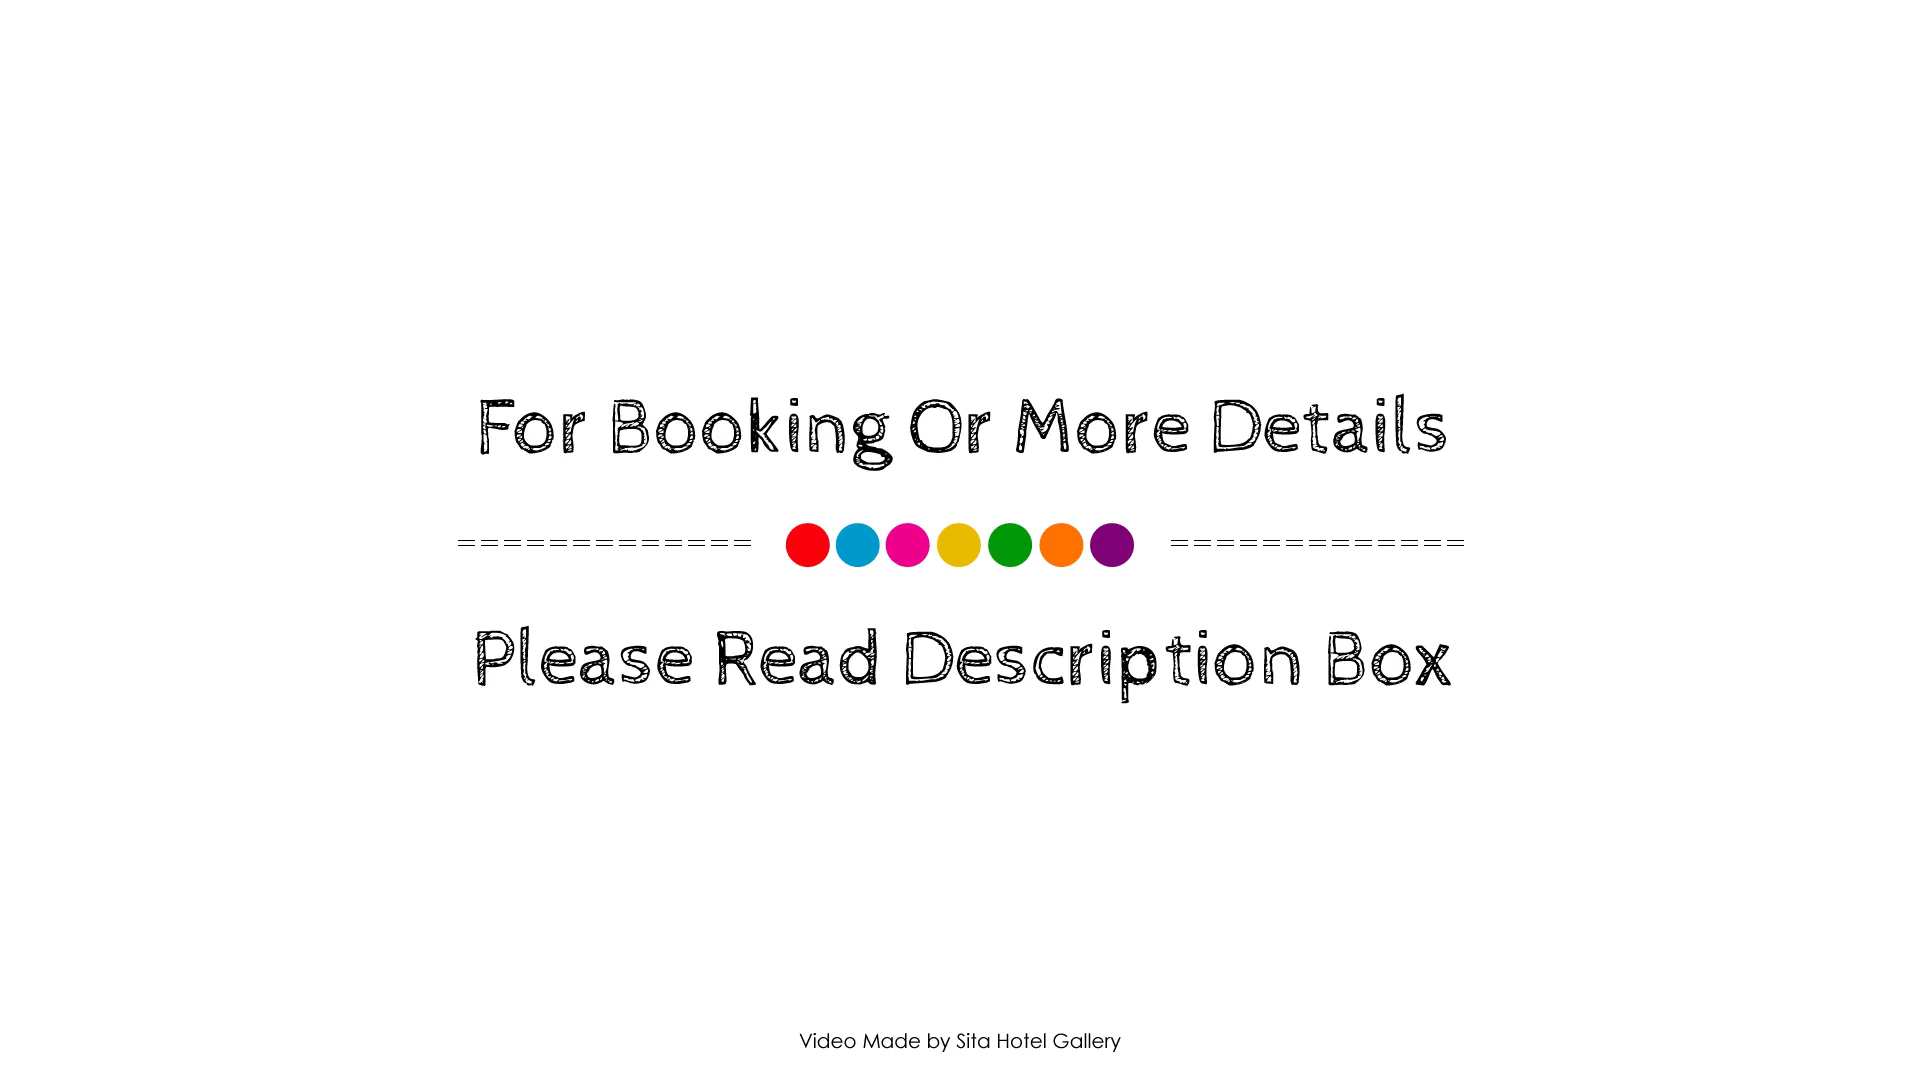 For Booking Or More Details
============= =============
Please Read Description Box
Video Made by Sita Hotel Gallery